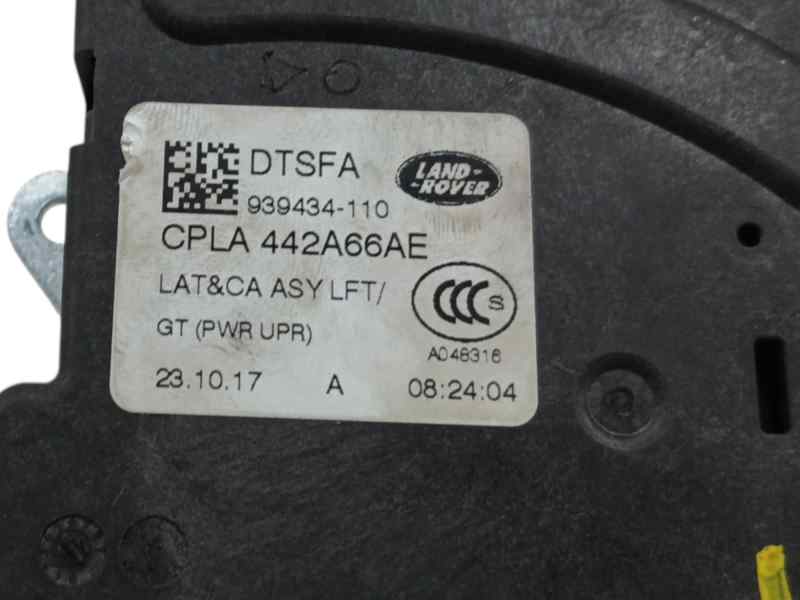 DTSFA
LAND-
-ROVER
939434-110
CPLA 442A66AE
LAT&CA ASY LFT/
CCC S
GT (PWR UPR)
A048316
23.10.17 A 08:24:04